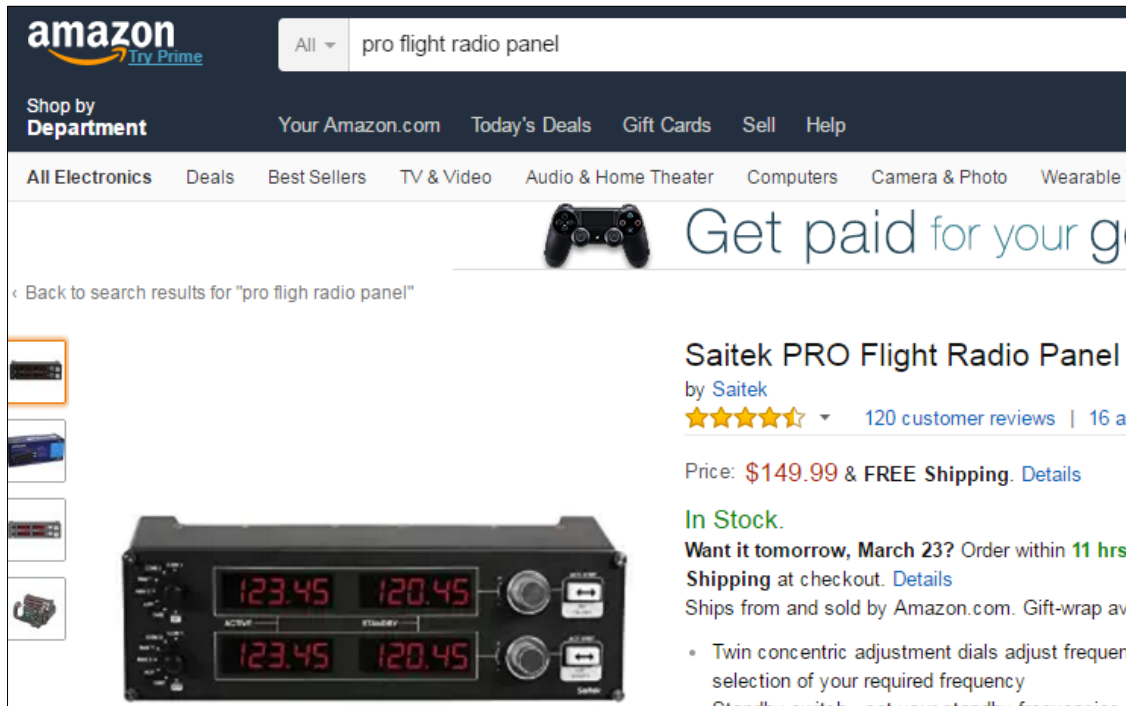 amazon
Try Prime
All
pro flight radio panel
Shop by
Department
Your Amazon.com Today's Deals Gift Cards Sell Help
All Electronics Deals Best Sellers TV & Video Audio & Home Theater Computers Camera & Photo Wearable
Get paid for your
‹ Back to search results for "pro fligh radio panel"
Saitek PRO Flight Radio Panel
by Saitek
120 customer reviews | 16 a
Price: $149.99 & FREE Shipping. Details
In Stock.
Want it tomorrow, March 23? Order within 11 hrs
Shipping at checkout. Details
Ships from and sold by Amazon.com. Gift-wrap av
• Twin concentric adjustment dials adjust frequen
selection of your required frequency
123.45 120.45
ACTIVE STANDBY
123.45 120.45
Saitek